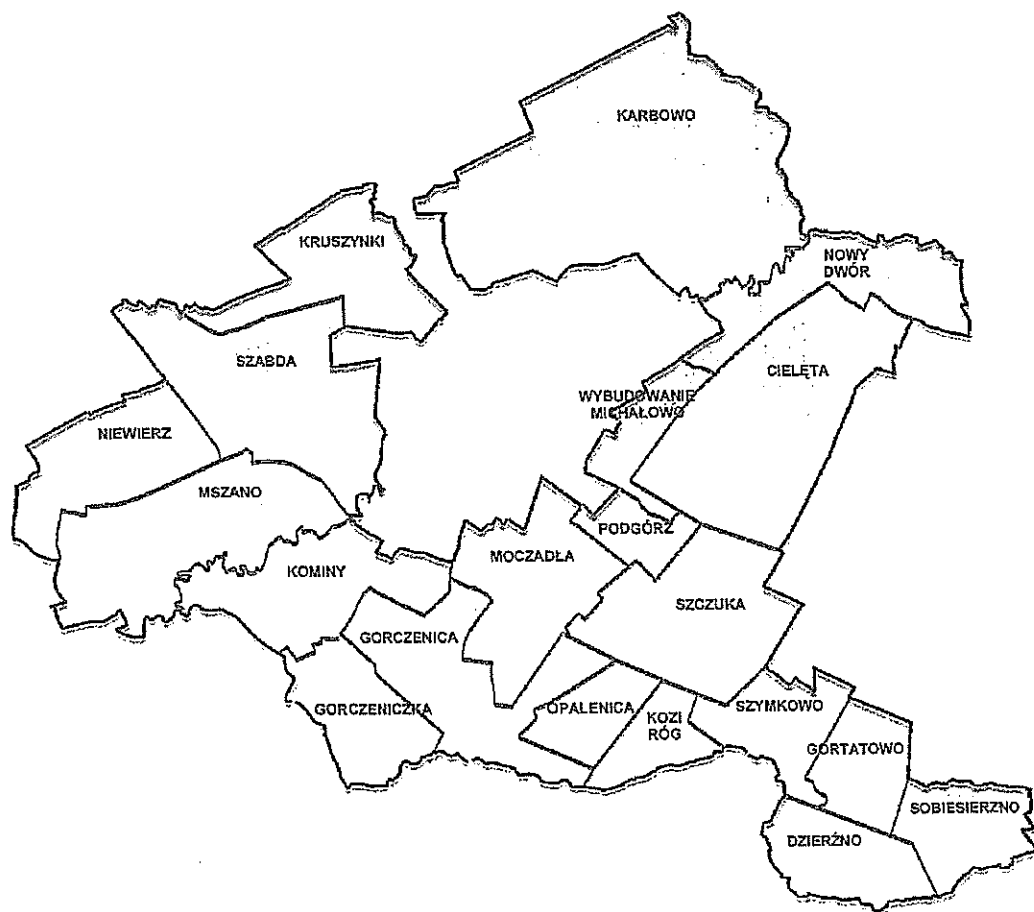 KARBOWO
KRUSZYNKI
NOWY
DWÓR
SZABDA
CIELĘTA
WYBUDOWANIE
MICHAŁOWO
NIEWIERZ
MSZANO
PODGÓRZ
MOCZADŁA
KOMINY
SZCZUKA
GORCZENICA
GORCZENICZKA
OPALENICA
KOZI
RÓG
SZYMKOWO
GORTATOWO
SOBIESIERZNO
DZIERŹNO